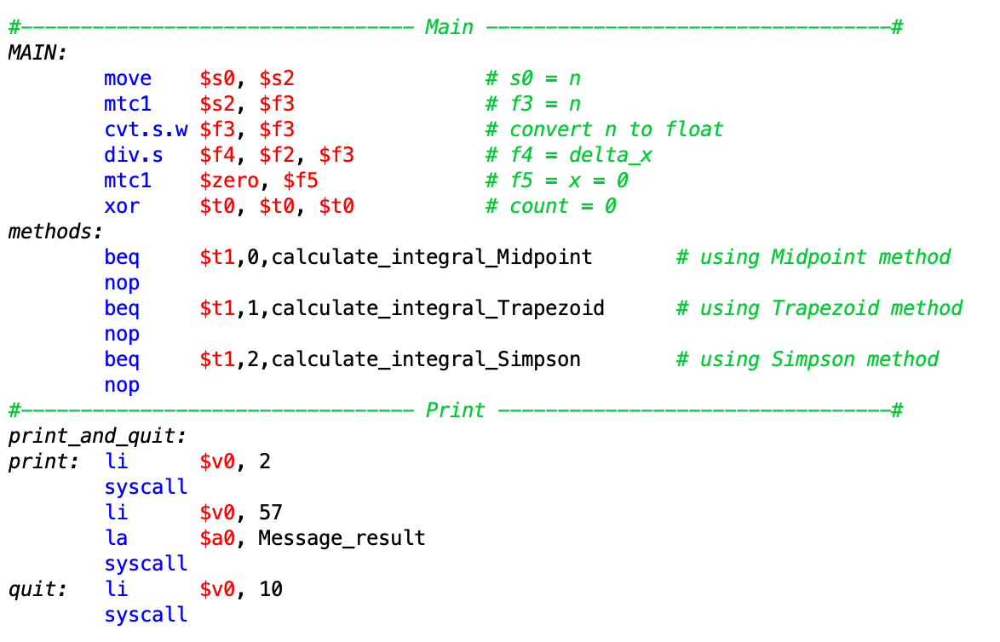 #--------------------------------- Main ----------------------------------#
MAIN:
        move    $s0, $s2                # s0 = n
        mtc1    $s2, $f3                # f3 = n
        cvt.s.w $f3, $f3                # convert n to float
        div.s   $f4, $f2, $f3           # f4 = delta_x
        mtc1    $zero, $f5              # f5 = x = 0
        xor     $t0, $t0, $t0           # count = 0
methods:
        beq     $t1,0,calculate_integral_Midpoint       # using Midpoint method
        nop
        beq     $t1,1,calculate_integral_Trapezoid      # using Trapezoid method
        nop
        beq     $t1,2,calculate_integral_Simpson        # using Simpson method
        nop
#--------------------------------- Print ---------------------------------#
print_and_quit:
print:  li      $v0, 2
        syscall
        li      $v0, 57
        la      $a0, Message_result
        syscall
quit:   li      $v0, 10
        syscall